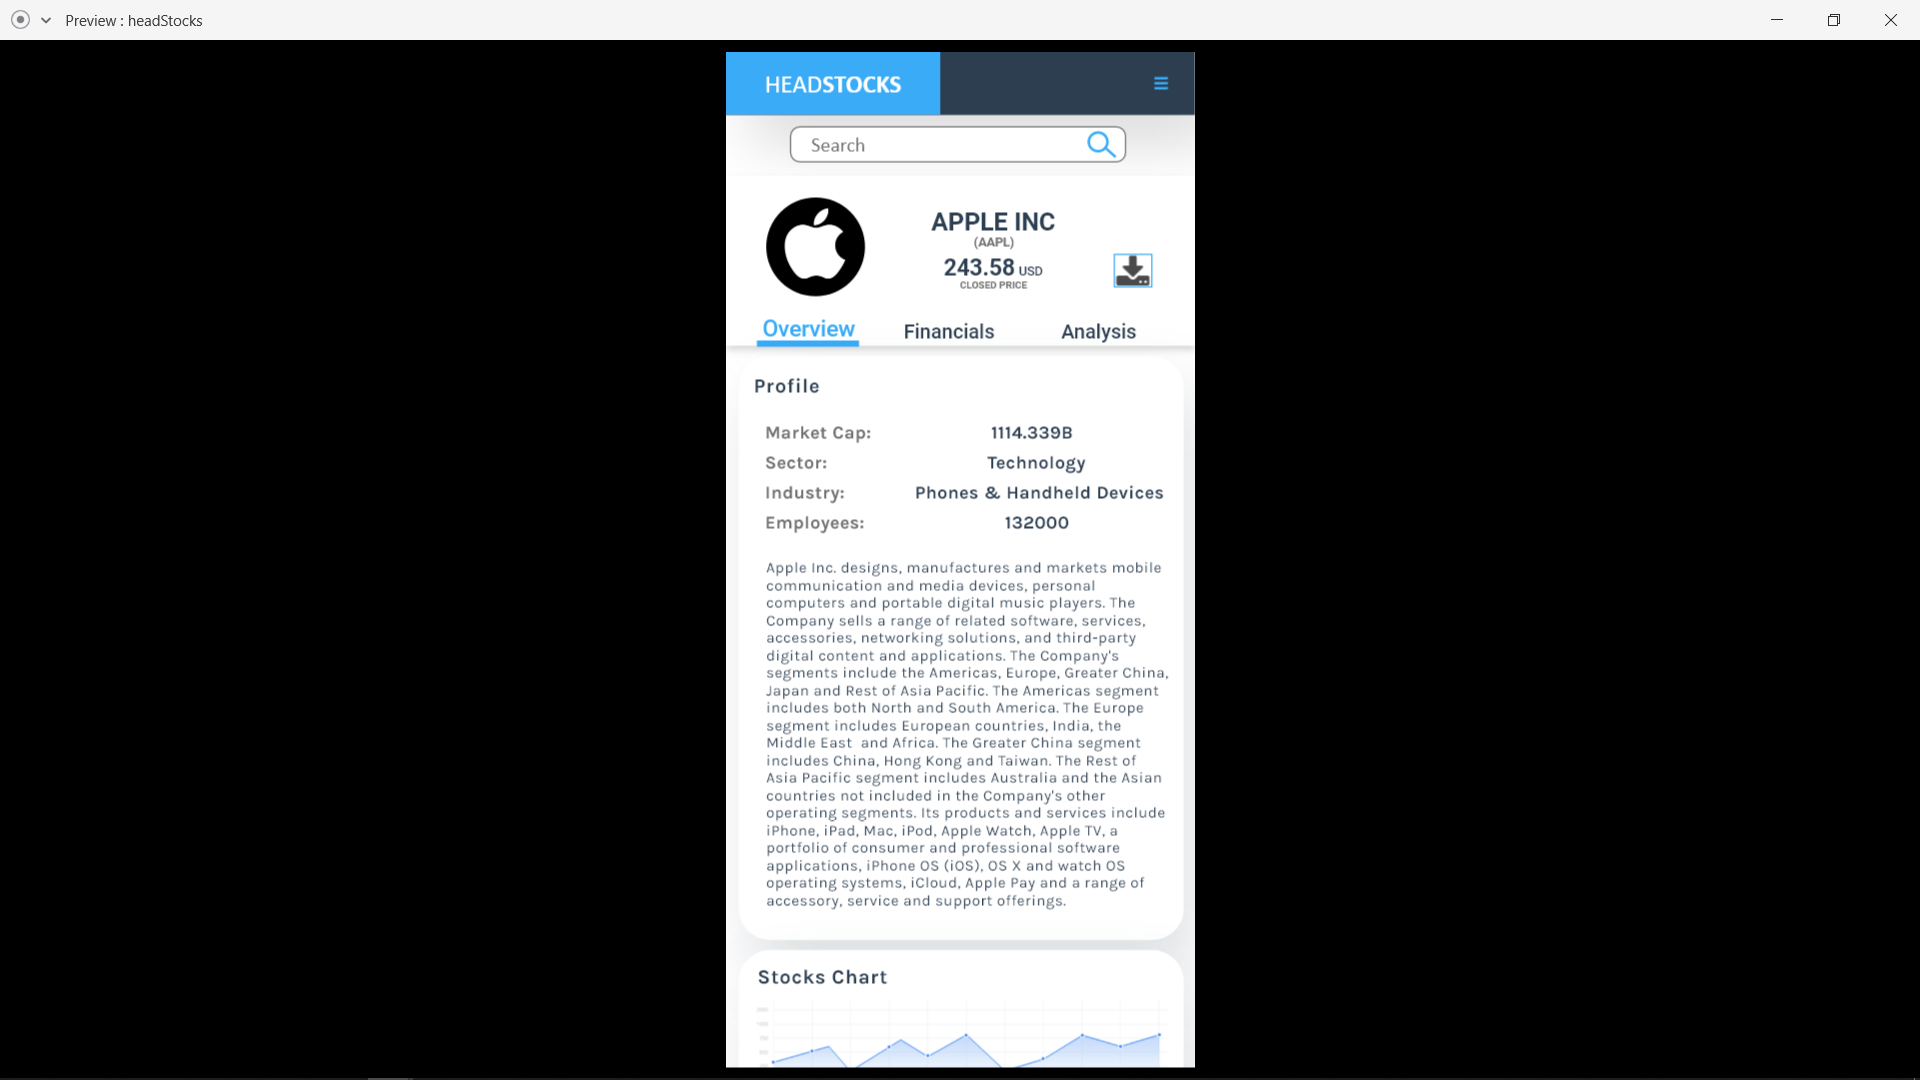 Preview : headStocks
HEADSTOCKS
Search
APPLE INC
(AAPL)
243.58 USD
CLOSED PRICE
Overview Financials Analysis
Profile
Market Cap: 1114.339B
Sector: Technology
Industry: Phones & Handheld Devices
Employees: 132000
Apple Inc. designs, manufactures and markets mobile
communication and media devices, personal
computers and portable digital music players. The
Company sells a range of related software, services,
accessories, networking solutions, and third-party
digital content and applications. The Company's
segments include the Americas, Europe, Greater China,
Japan and Rest of Asia Pacific. The Americas segment
includes both North and South America. The Europe
segment includes European countries, India, the
Middle East  and Africa. The Greater China segment
includes China, Hong Kong and Taiwan. The Rest of
Asia Pacific segment includes Australia and the Asian
countries not included in the Company's other
operating segments. Its products and services include
iPhone, iPad, Mac, iPod, Apple Watch, Apple TV, a
portfolio of consumer and professional software
applications, iPhone OS (iOS), OS X and watch OS
operating systems, iCloud, Apple Pay and a range of
accessory, service and support offerings.
Stocks Chart